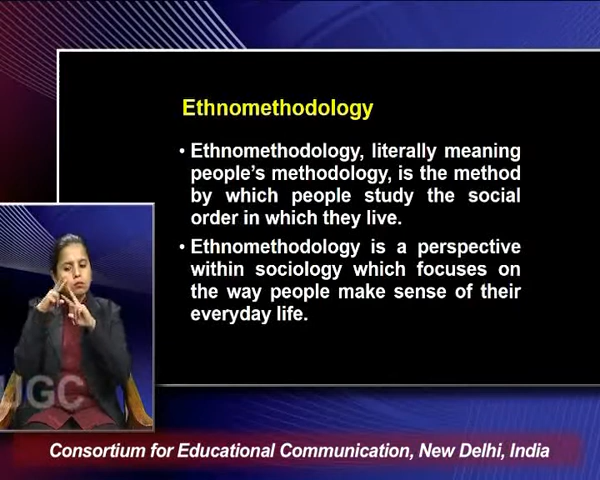 Ethnomethodology
• Ethnomethodology, literally meaning
people's methodology, is the method
by which people study the social
order in which they live.
• Ethnomethodology is a perspective
within sociology which focuses on
the way people make sense of their
everyday life.
UGC
Consortium for Educational Communication, New Delhi, India